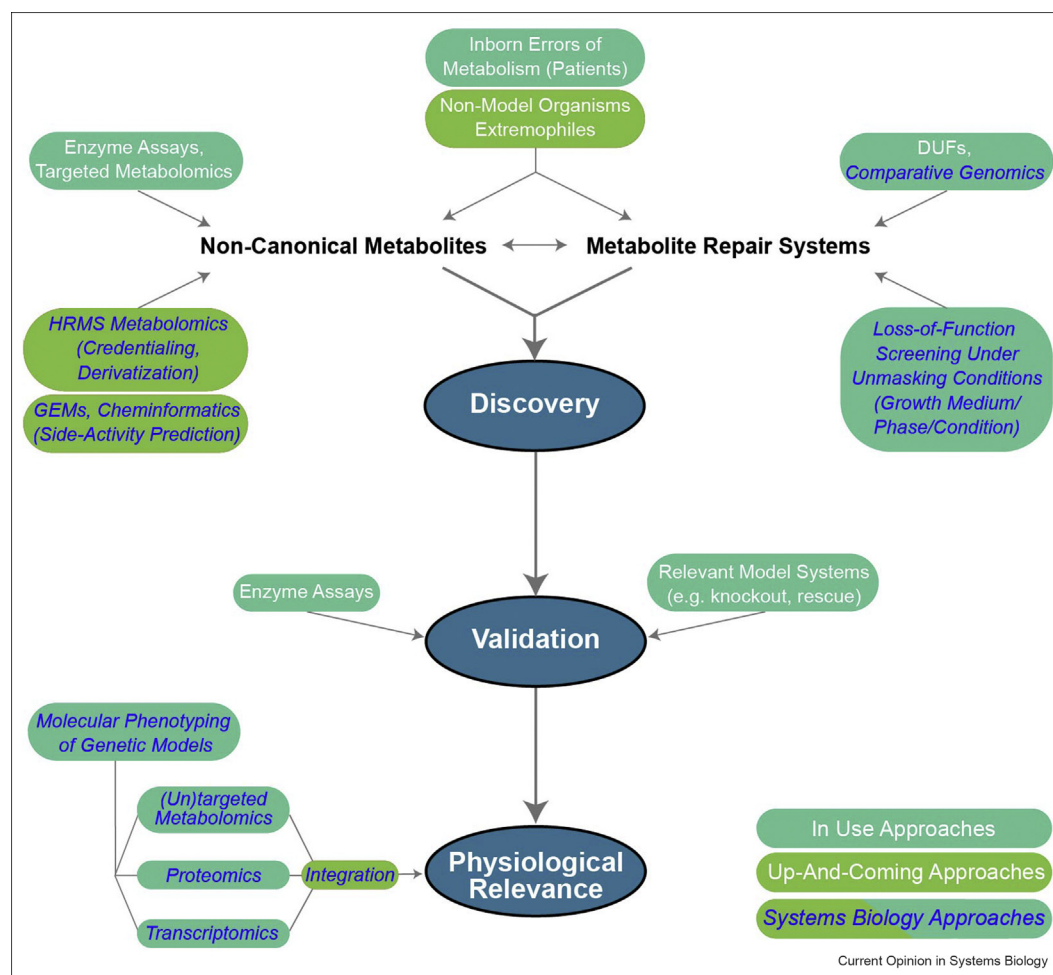 Inborn Errors of
Metabolism (Patients)
Non-Model Organisms
Extremophiles
Enzyme Assays,
Targeted Metabolomics
DUFs,
Comparative Genomics
Non-Canonical Metabolites
Metabolite Repair Systems
HRMS Metabolomics
(Credentialing,
Derivatization)
GEMs, Cheminformatics
(Side-Activity Prediction)
Loss-of-Function
Screening Under
Unmasking Conditions
(Growth Medium/
Phase/Condition)
Discovery
Enzyme Assays
Relevant Model Systems
(e.g. knockout, rescue)
Validation
Molecular Phenotyping
of Genetic Models
(Un)targeted
Metabolomics
Proteomics
Transcriptomics
Integration
Physiological
Relevance
In Use Approaches
Up-And-Coming Approaches
Systems Biology Approaches
Current Opinion in Systems Biology